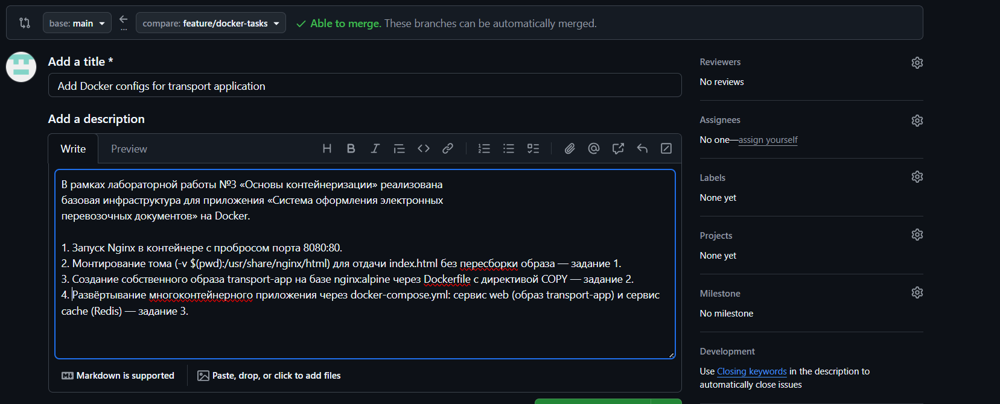 base: main
compare: feature/docker-tasks
Able to merge. These branches can be automatically merged.
Add a title *
Add Docker configs for transport application
Add a description
Write
Preview
В рамках лабораторной работы №3 «Основы контейнеризации» реализована
базовая инфраструктура для приложения «Система оформления электронных
перевозочных документов» на Docker.
1. Запуск Nginx в контейнере с пробросом порта 8080:80.
2. Монтирование тома (-v $(pwd):/usr/share/nginx/html) для отдачи index.html без пересборки образа — задание 1.
3. Создание собственного образа transport-app на базе nginx:alpine через Dockerfile с директивой COPY — задание 2.
4. Развёртывание многоконтейнерного приложения через docker-compose.yml: сервис web (образ transport-app) и сервис
cache (Redis) — задание 3.
Markdown is supported
Paste, drop, or click to add files
Reviewers
No reviews
Assignees
No one—assign yourself
Labels
None yet
Projects
None yet
Milestone
No milestone
Development
Use Closing keywords in the description to
automatically close issues